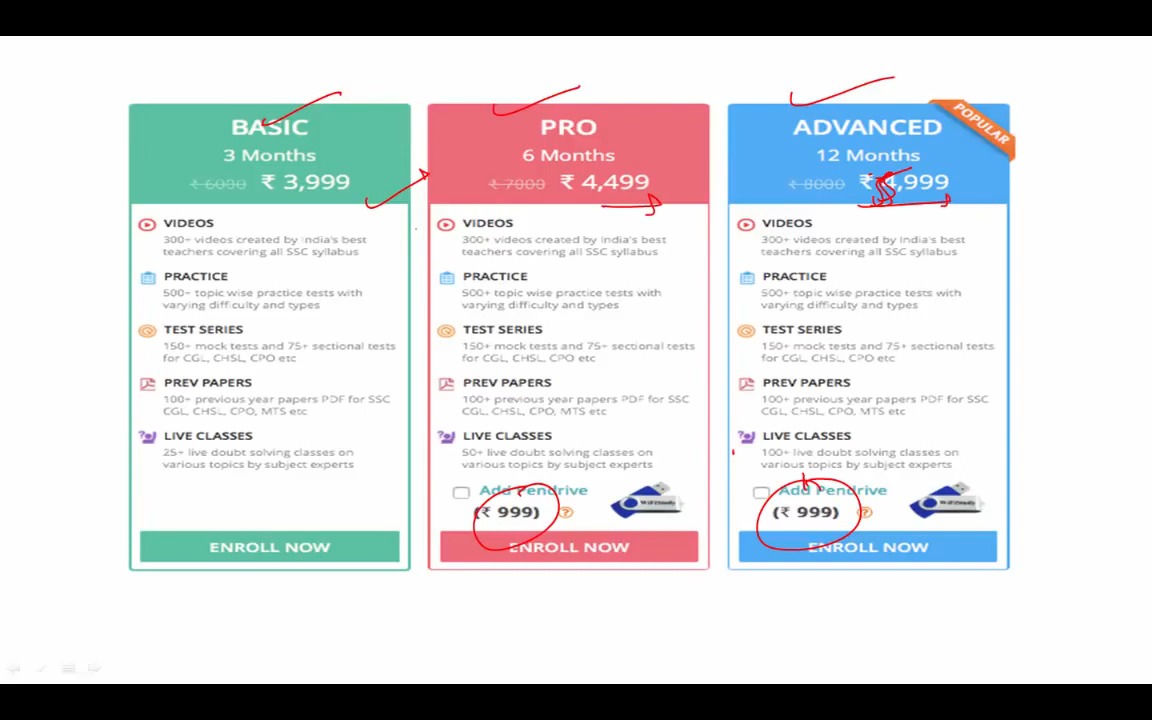 BASIC
3 Months
₹ 6000 ₹ 3,999
VIDEOS
300+ videos created by India's best
teachers covering all SSC syllabus
PRACTICE
500+ topic wise practice tests with
varying difficulty and types
TEST SERIES
150+ mock tests and 75+ sectional tests
for CGL, CHSL, CPO etc
PREV PAPERS
100+ previous year papers PDF for SSC
CGL, CHSL, CPO, MTS etc
LIVE CLASSES
25+ live doubt solving classes on
various topics by subject experts
ENROLL NOW
PRO
6 Months
₹ 7000 ₹ 4,499
VIDEOS
300+ videos created by India's best
teachers covering all SSC syllabus
PRACTICE
500+ topic wise practice tests with
varying difficulty and types
TEST SERIES
150+ mock tests and 75+ sectional tests
for CGL, CHSL, CPO etc
PREV PAPERS
100+ previous year papers PDF for SSC
CGL, CHSL, CPO, MTS etc
LIVE CLASSES
50+ live doubt solving classes on
various topics by subject experts
Add Pendrive
(₹ 999)
ENROLL NOW
POPULAR
ADVANCED
12 Months
₹ 8000 ₹ 4,999
VIDEOS
300+ videos created by India's best
teachers covering all SSC syllabus
PRACTICE
500+ topic wise practice tests with
varying difficulty and types
TEST SERIES
150+ mock tests and 75+ sectional tests
for CGL, CHSL, CPO etc
PREV PAPERS
100+ previous year papers PDF for SSC
CGL, CHSL, CPO, MTS etc
LIVE CLASSES
100+ live doubt solving classes on
various topics by subject experts
Add Pendrive
(₹ 999)
ENROLL NOW